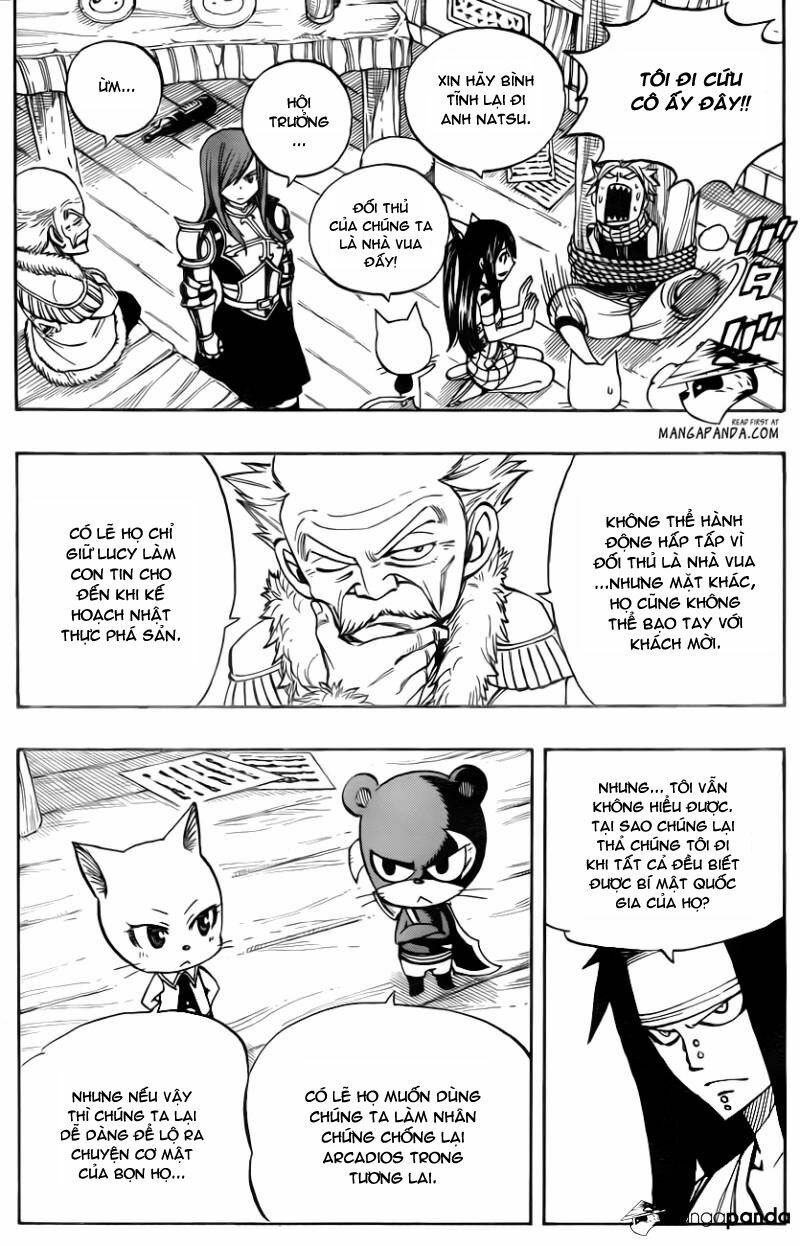 TÔI ĐI CỨU
CÔ ẤY ĐÂY!!
XIN HÃY BÌNH
TĨNH LẠI ĐI
ANH NATSU.
ĐỐI THỦ
CỦA CHÚNG TA
LÀ NHÀ VUA
ĐẤY!
HỘI
TRƯỞNG
...
ỪM...
バタバタ
READ FIRST AT
MANGAPANDA.COM
KHÔNG THỂ HÀNH
ĐỘNG HẤP TẤP VÌ
ĐỐI THỦ LÀ NHÀ VUA
...NHƯNG MẶT KHÁC,
HỌ CŨNG KHÔNG
THỂ BẠO TAY VỚI
KHÁCH MỜI.
CÓ LẼ HỌ CHỈ
GIỮ LUCY LÀM
CON TIN CHO
ĐẾN KHI KẾ
HOẠCH NHẬT
THỰC PHÁ SẢN.
NHƯNG... TÔI VẪN
KHÔNG HIỂU ĐƯỢC.
TẠI SAO CHÚNG LẠI
THẢ CHÚNG TÔI ĐI
KHI TẤT CẢ ĐỀU BIẾT
ĐƯỢC BÍ MẬT QUỐC
GIA CỦA HỌ?
CÓ LẼ HỌ MUỐN DÙNG
CHÚNG TA LÀM NHÂN
CHỨNG CHỐNG LẠI
ARCADIOS TRONG
TƯƠNG LAI.
NHƯNG NẾU VẬY
THÌ CHÚNG TA LẠI
DỄ DÀNG ĐỂ LỘ RA
CHUYỆN CƠ MẬT
CỦA BỌN HỌ...
mangapanda